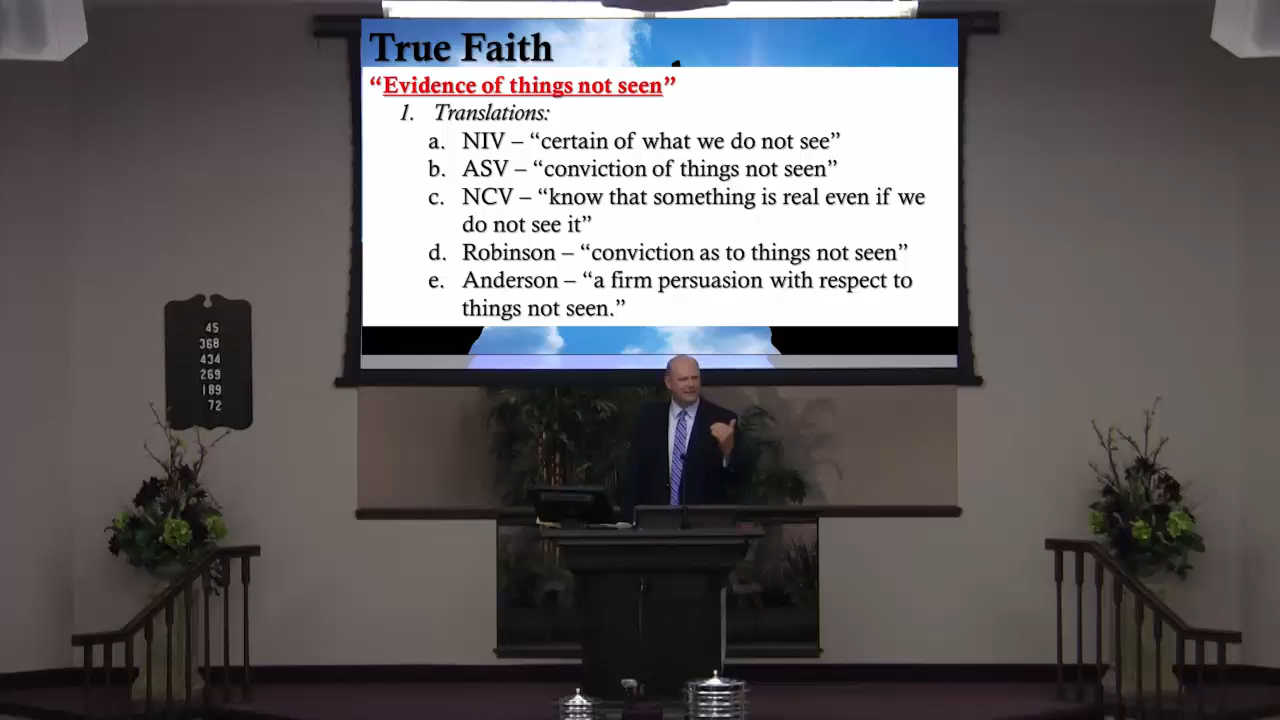 True Faith
“Evidence of things not seen”
1. Translations:
a. NIV – “certain of what we do not see”
b. ASV – “conviction of things not seen”
c. NCV – “know that something is real even if we
do not see it”
d. Robinson – “conviction as to things not seen”
e. Anderson – “a firm persuasion with respect to
things not seen.”
45
368
434
269
189
72